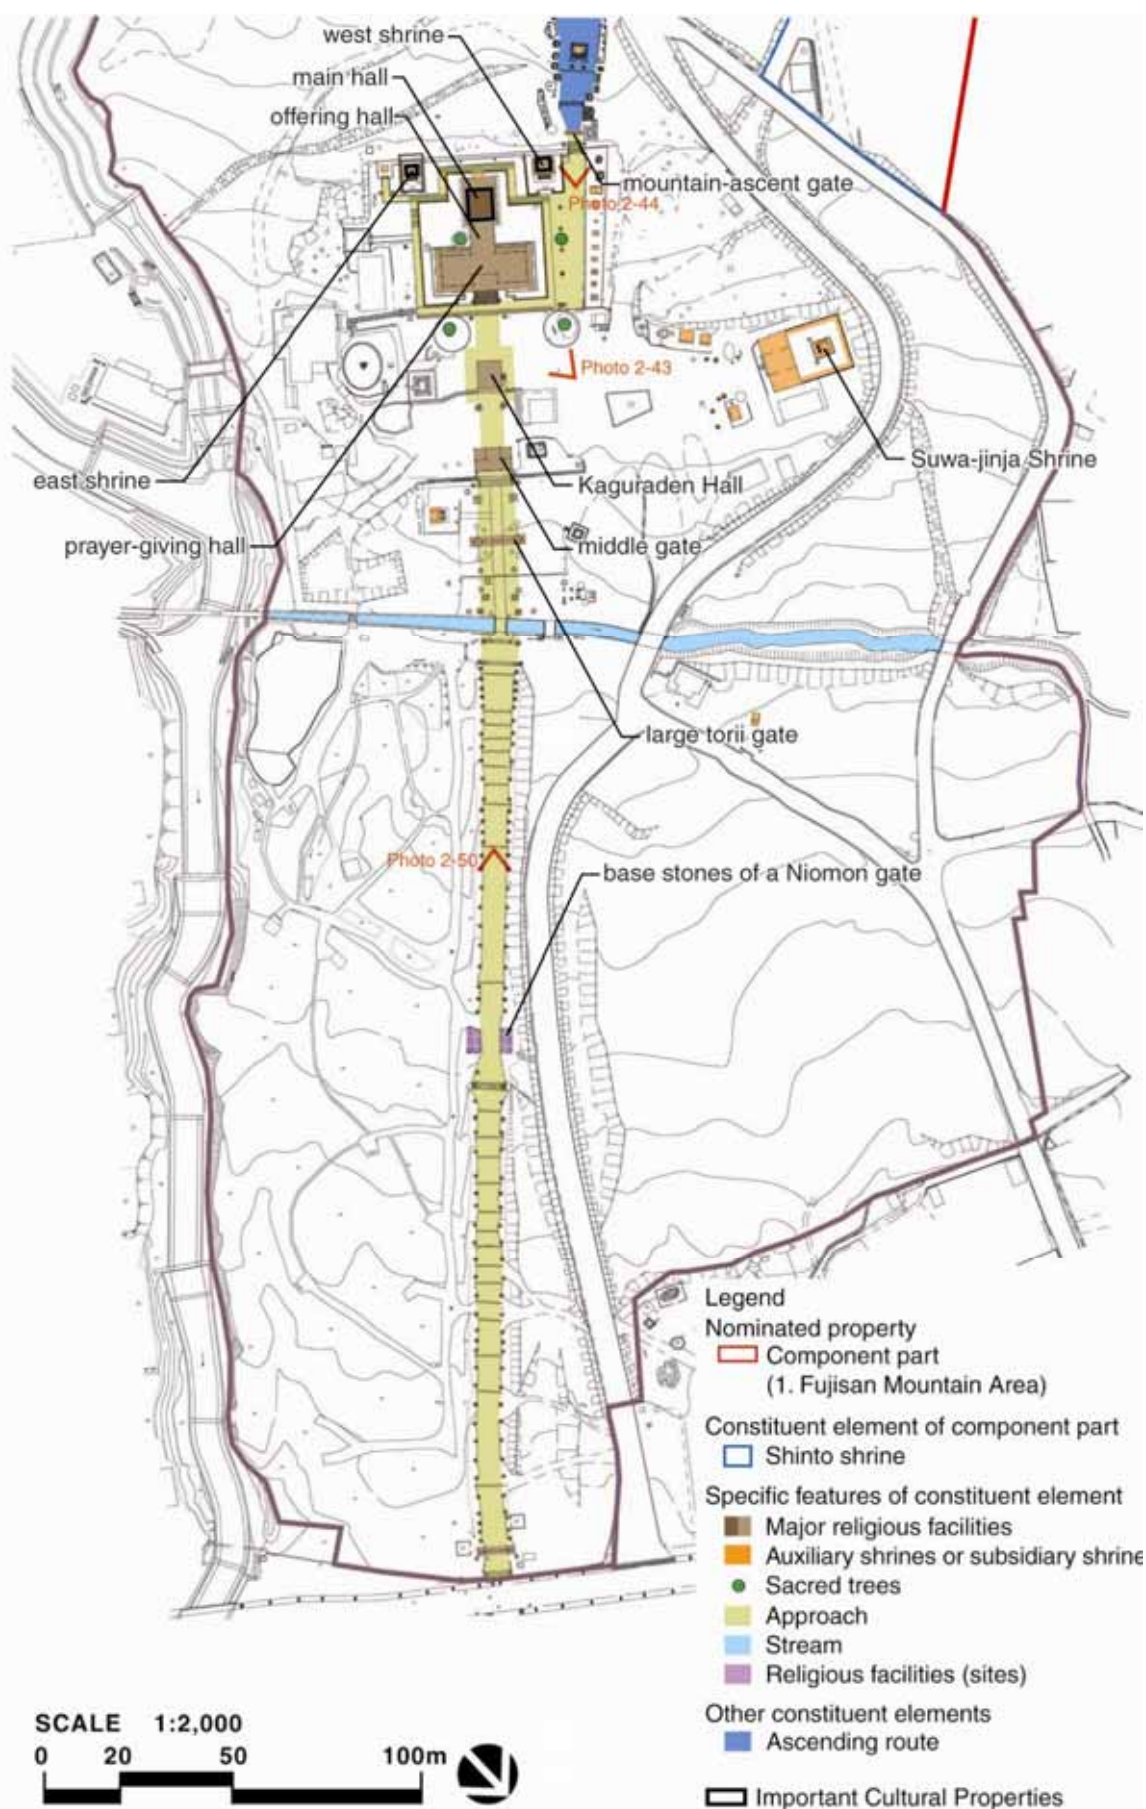 west shrine
main hall
offering hall
mountain-ascent gate
Photo 2-44
Photo 2-43
Suwa-jinja Shrine
east shrine
Kaguraden Hall
prayer-giving hall
middle gate
large torii gate
Photo 2-50
base stones of a Niomon gate
Legend
Nominated property
Component part
(1. Fujisan Mountain Area)
Constituent element of component part
Shinto shrine
Specific features of constituent element
Major religious facilities
Auxiliary shrines or subsidiary shrine
Sacred trees
Approach
Stream
Religious facilities (sites)
Other constituent elements
Ascending route
Important Cultural Properties
SCALE 1:2,000
0 20 50 100m